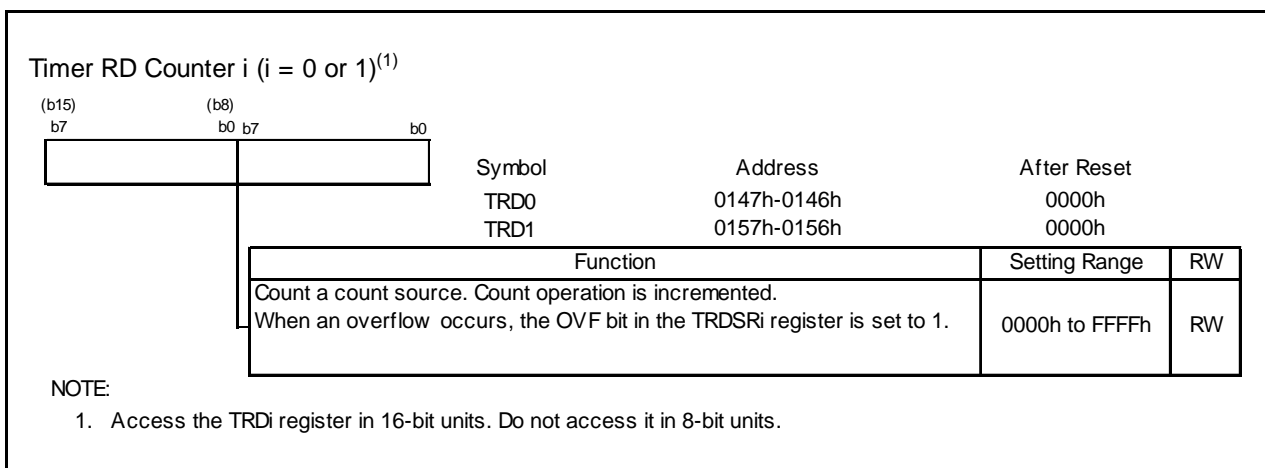 Timer RD Counter i (i = 0 or 1)(1)
(b15) (b8)
b7 b0 b7 b0
Symbol Address After Reset
TRD0 0147h-0146h 0000h
TRD1 0157h-0156h 0000h
Function Setting Range RW
Count a count source. Count operation is incremented.
When an overflow occurs, the OVF bit in the TRDSRi register is set to 1. 0000h to FFFFh RW
NOTE:
1. Access the TRDi register in 16-bit units. Do not access it in 8-bit units.